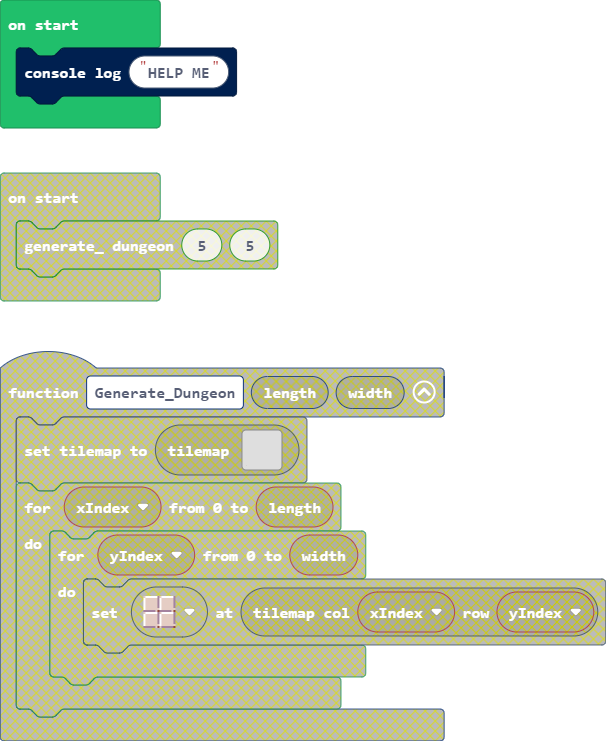 on start
console log "HELP ME"
on start
generate_ dungeon 5 5
function Generate_Dungeon length width
set tilemap to tilemap
for xIndex from 0 to length
do
for yIndex from 0 to width
do
set at tilemap col xIndex row yIndex